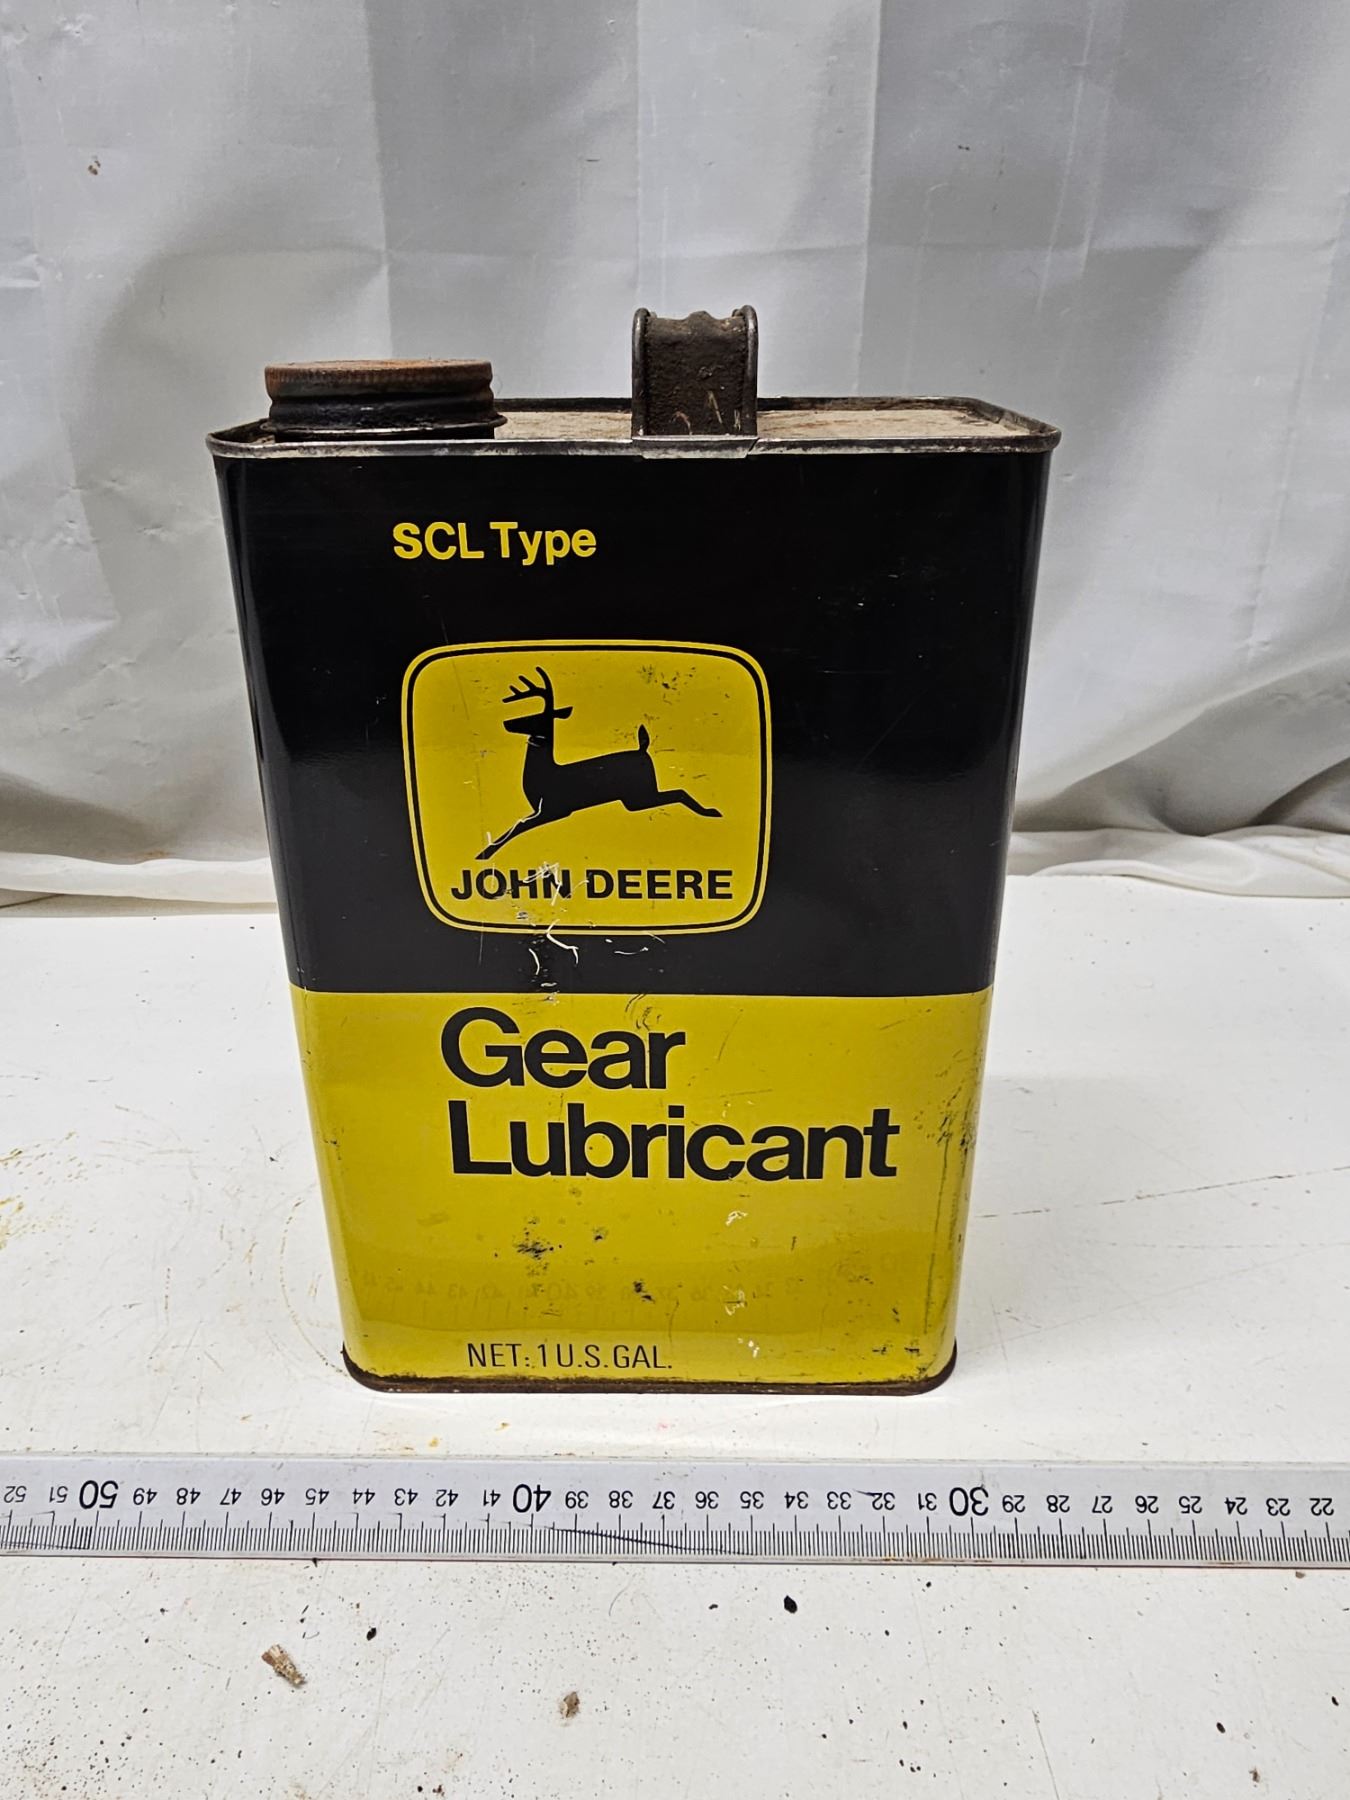 SCL Type
JOHN DEERE
Gear
Lubricant
NET: 1 U.S. GAL.
52 51 50 49 48 47 46 45 44 43 42 41 40 39 38 37 36 35 34 33 32 31 30 29 28 27 26 25 24 23 22